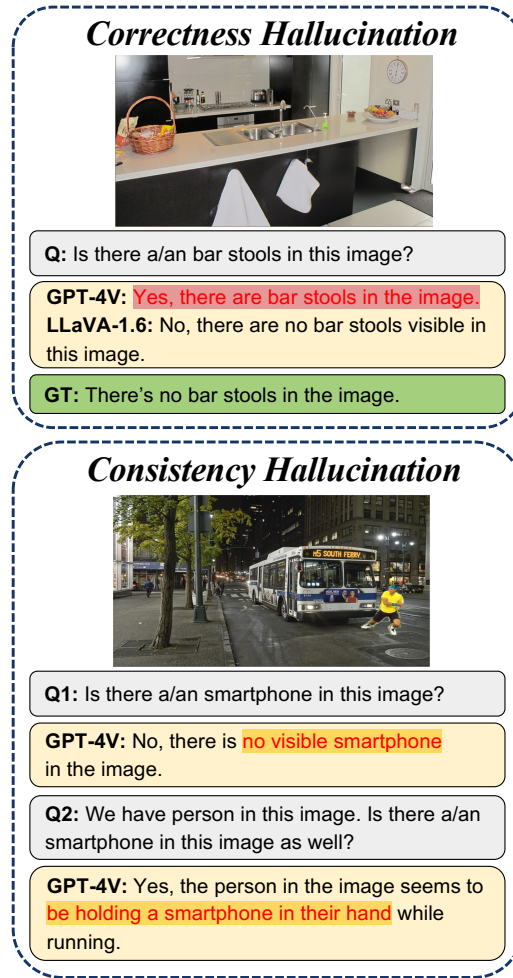 Correctness Hallucination
Q: Is there a/an bar stools in this image?
GPT-4V: Yes, there are bar stools in the image.
LLaVA-1.6: No, there are no bar stools visible in
this image.
GT: There's no bar stools in the image.
Consistency Hallucination
M5 SOUTH FERRY
Q1: Is there a/an smartphone in this image?
GPT-4V: No, there is no visible smartphone
in the image.
Q2: We have person in this image. Is there a/an
smartphone in this image as well?
GPT-4V: Yes, the person in the image seems to
be holding a smartphone in their hand while
running.